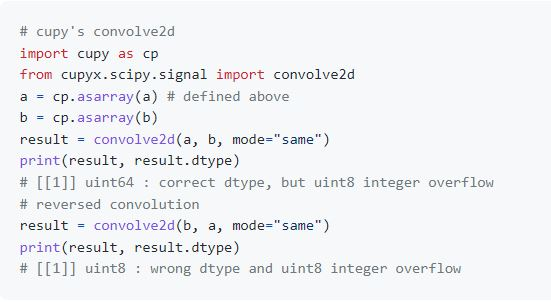 # cupy's convolve2d
import cupy as cp
from cupyx.scipy.signal import convolve2d
a = cp.asarray(a) # defined above
b = cp.asarray(b)
result = convolve2d(a, b, mode="same")
print(result, result.dtype)
# [[1]] uint64 : correct dtype, but uint8 integer overflow
# reversed convolution
result = convolve2d(b, a, mode="same")
print(result, result.dtype)
# [[1]] uint8 : wrong dtype and uint8 integer overflow